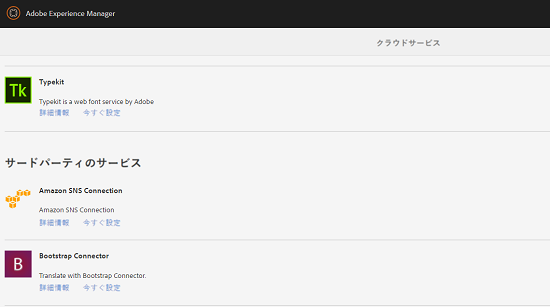 Adobe Experience Manager
クラウドサービス
Tk
Typekit
Typekit is a web font service by Adobe
詳細情報 今すぐ設定
サードパーティのサービス
Amazon SNS Connection
Amazon SNS Connection
詳細情報 今すぐ設定
B
Bootstrap Connector
Translate with Bootstrap Connector.
詳細情報 今すぐ設定